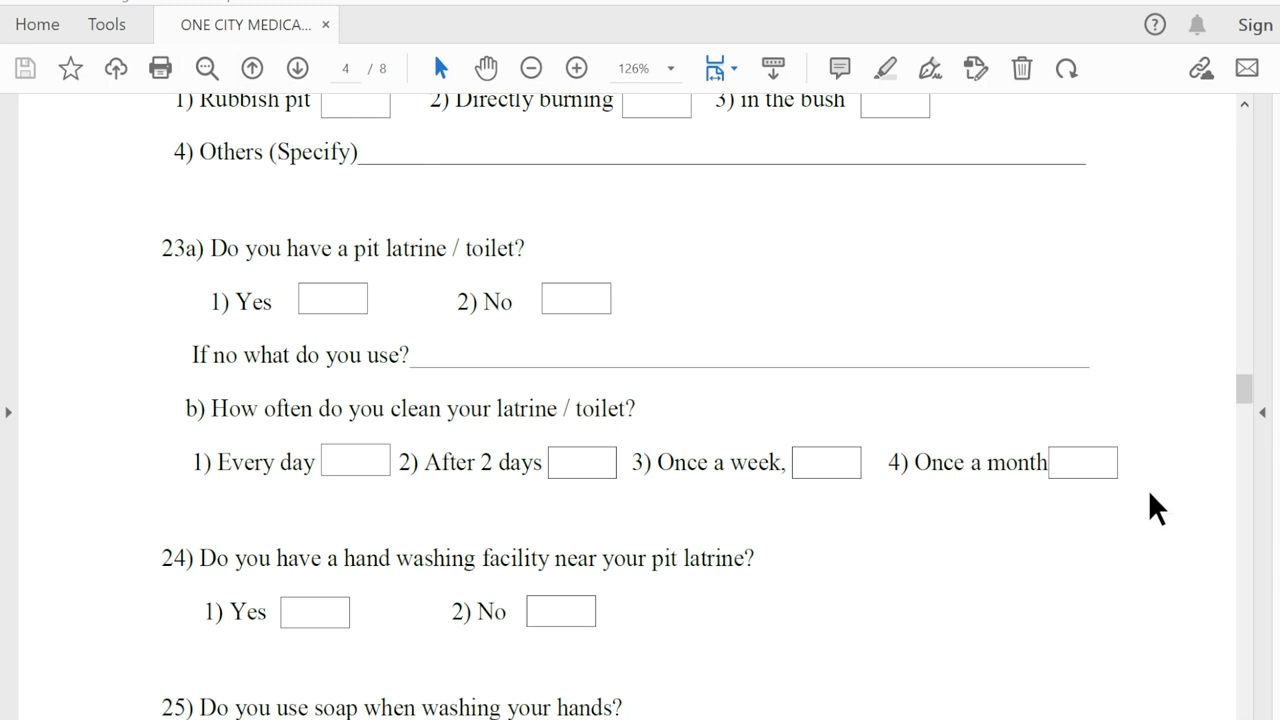 Home Tools ONE CITY MEDICA... × Sign
4 / 8 126%
1) Rubbish pit 2) Directly burning 3) in the bush
4) Others (Specify)
23a) Do you have a pit latrine / toilet?
1) Yes 2) No
If no what do you use?
b) How often do you clean your latrine / toilet?
1) Every day 2) After 2 days 3) Once a week, 4) Once a month
24) Do you have a hand washing facility near your pit latrine?
1) Yes 2) No
25) Do you use soap when washing your hands?